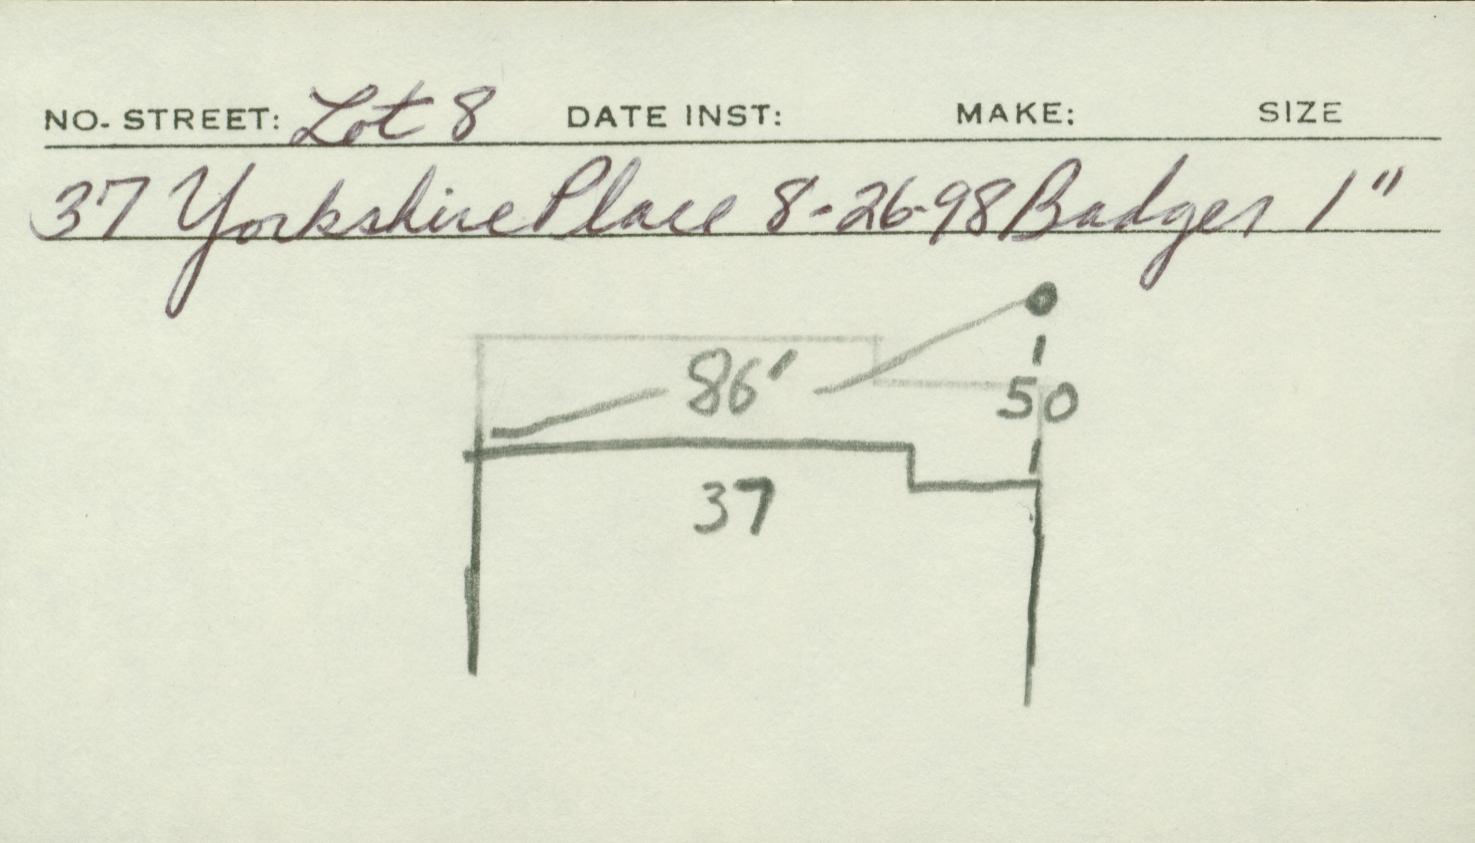 NO. STREET: Lot 8 DATE INST: MAKE: SIZE
37 Yorkshire Place 8-26-98 Badger 1"
86'
50
37